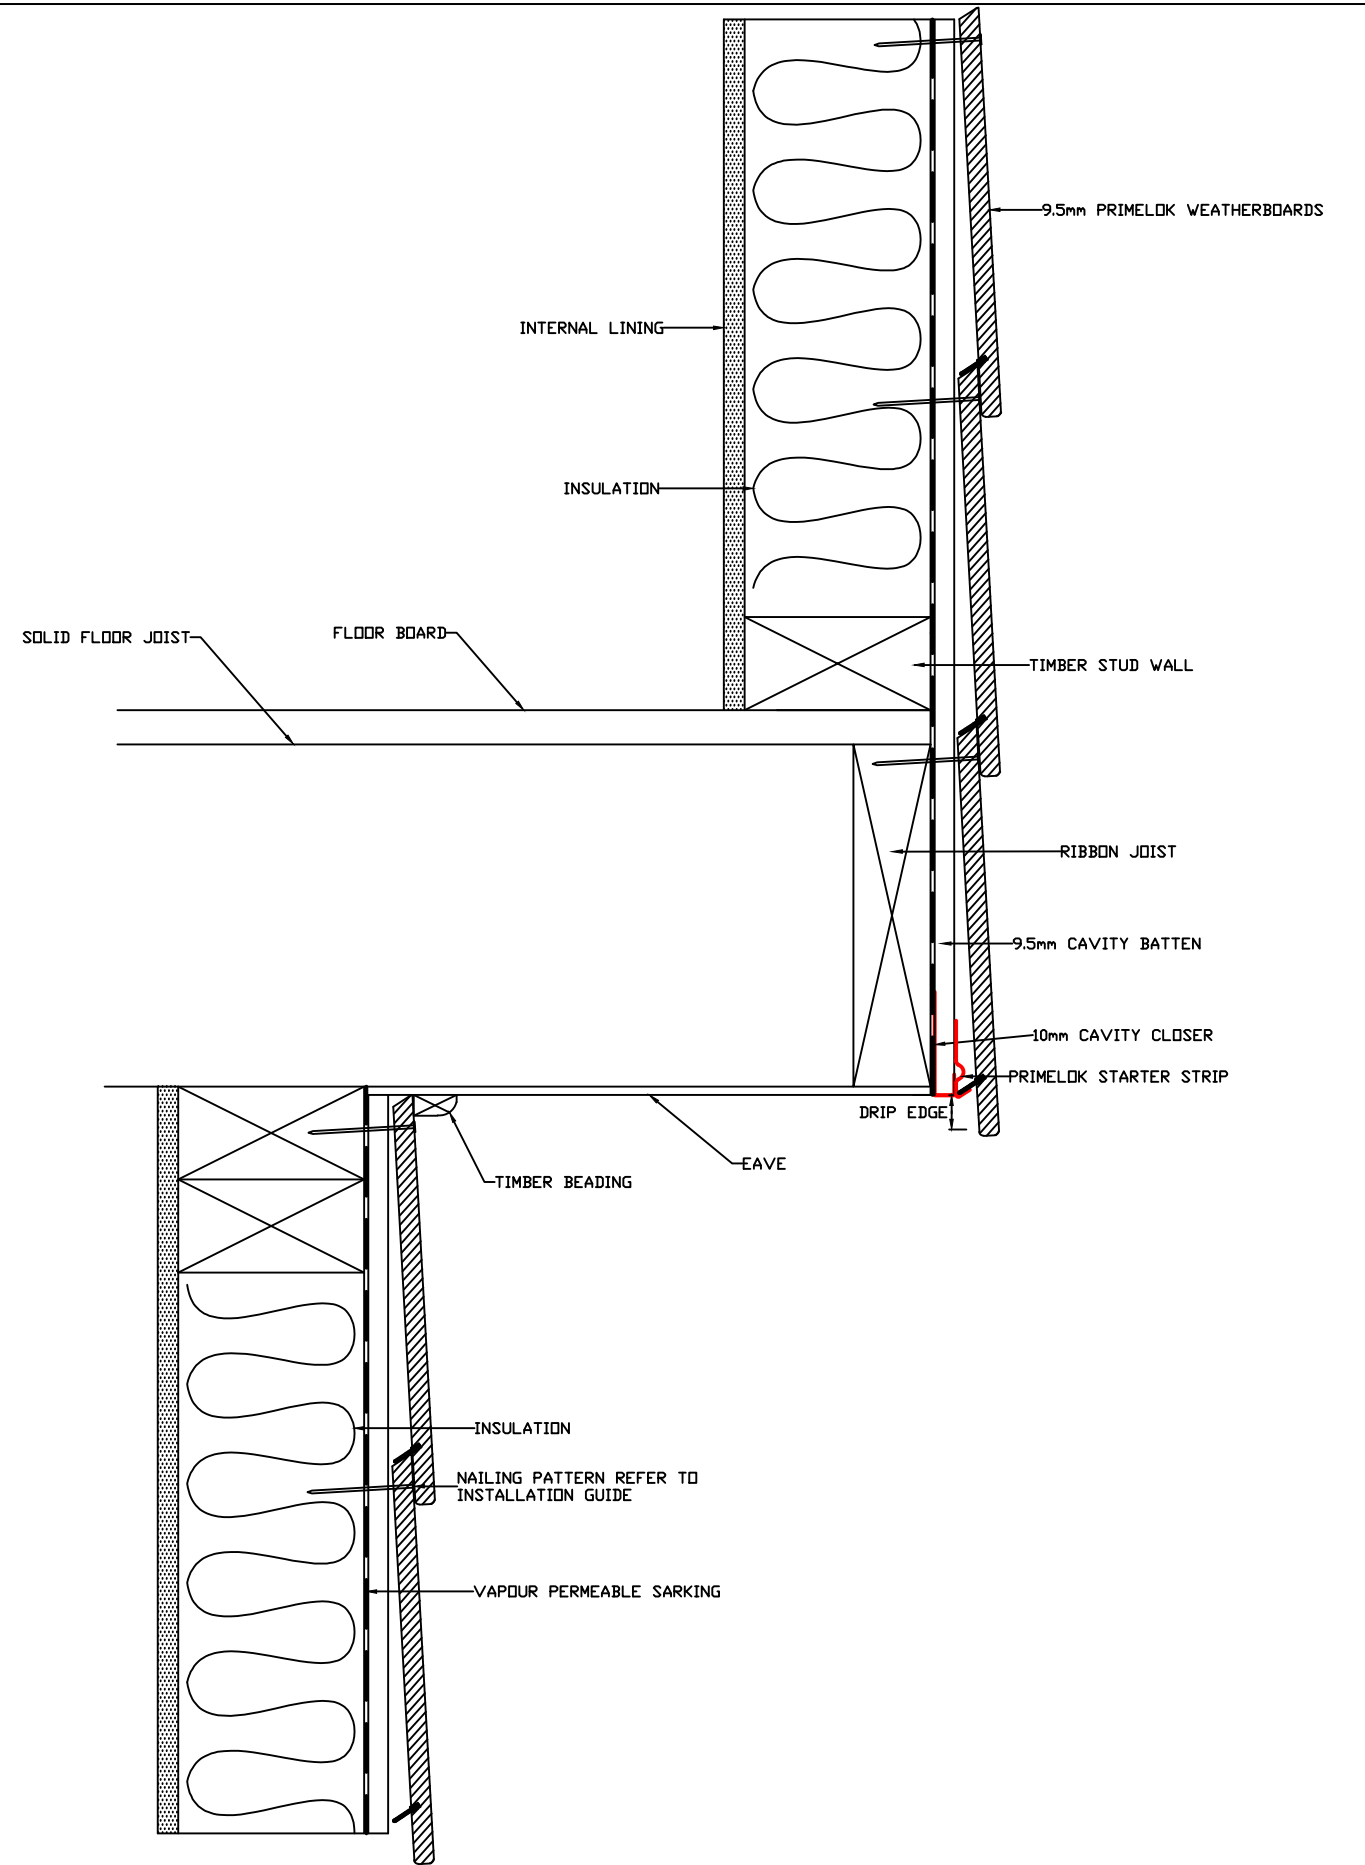 9.5mm PRIMELOK WEATHERBOARDS
INTERNAL LINING
INSULATION
SOLID FLOOR JOIST
FLOOR BOARD
TIMBER STUD WALL
RIBBON JOIST
9.5mm CAVITY BATTEN
10mm CAVITY CLOSER
PRIMELOK STARTER STRIP
DRIP EDGE
EAVE
TIMBER BEADING
INSULATION
NAILING PATTERN REFER TO
INSTALLATION GUIDE
VAPOUR PERMEABLE SARKING